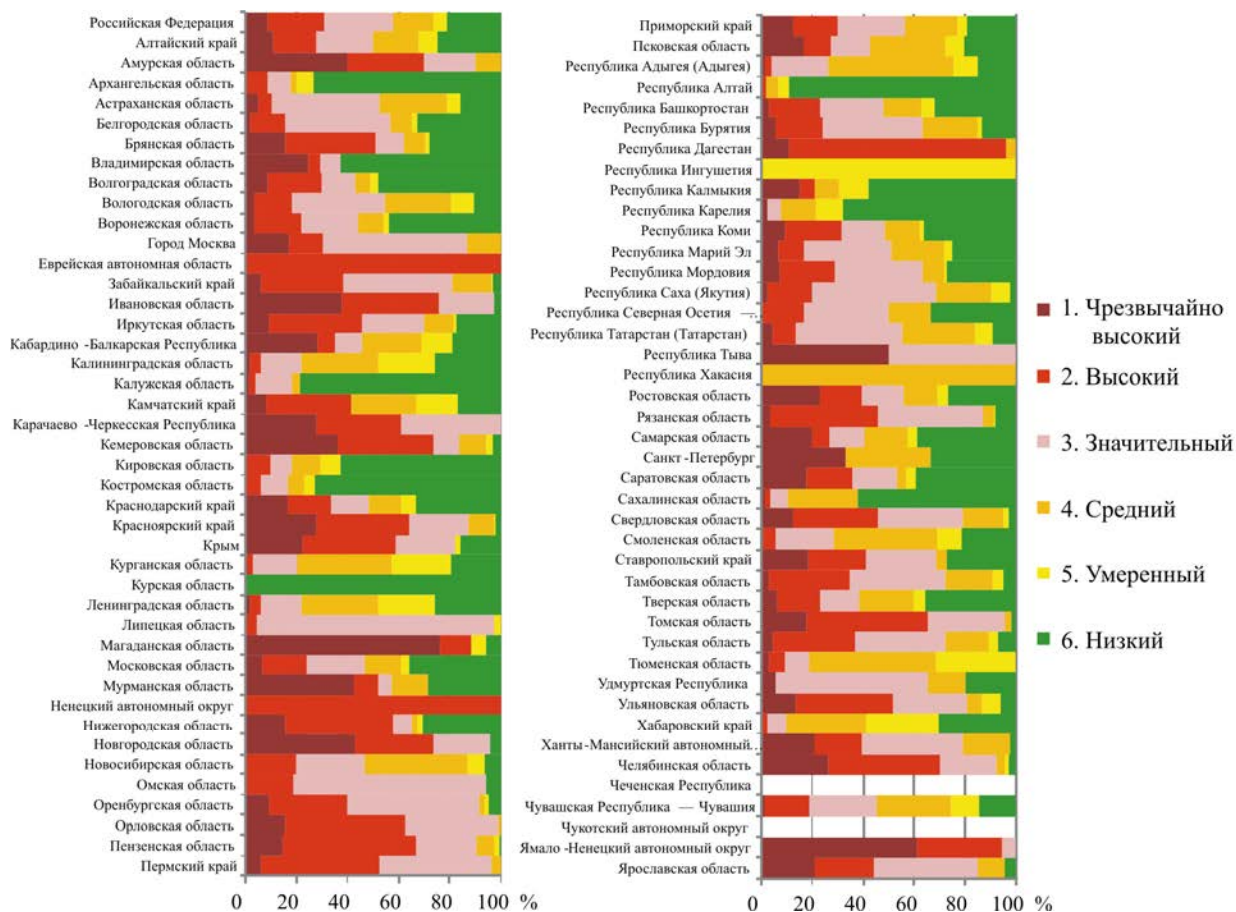 Российская Федерация
Алтайский край
Амурская область
Архангельская область
Астраханская область
Белгородская область
Брянская область
Владимирская область
Волгоградская область
Вологодская область
Воронежская область
Город Москва
Еврейская автономная область
Забайкальский край
Ивановская область
Иркутская область
Кабардино -Балкарская Республика
Калининградская область
Калужская область
Камчатский край
Карачаево -Черкесская Республика
Кемеровская область
Кировская область
Костромская область
Краснодарский край
Красноярский край
Крым
Курганская область
Курская область
Ленинградская область
Липецкая область
Магаданская область
Московская область
Мурманская область
Ненецкий автономный округ
Нижегородская область
Новгородская область
Новосибирская область
Омская область
Оренбургская область
Орловская область
Пензенская область
Пермский край
0 20 40 60 80 100 %
Приморский край
Псковская область
Республика Адыгея (Адыгея)
Республика Алтай
Республика Башкортостан
Республика Бурятия
Республика Дагестан
Республика Ингушетия
Республика Калмыкия
Республика Карелия
Республика Коми
Республика Марий Эл
Республика Мордовия
Республика Саха (Якутия)
Республика Северная Осетия —...
Республика Татарстан (Татарстан)
Республика Тыва
Республика Хакасия
Ростовская область
Рязанская область
Самарская область
Санкт -Петербург
Саратовская область
Сахалинская область
Свердловская область
Смоленская область
Ставропольский край
Тамбовская область
Тверская область
Томская область
Тульская область
Тюменская область
Удмуртская Республика
Ульяновская область
Хабаровский край
Ханты-Мансийский автономный...
Челябинская область
Чеченская Республика
Чувашская Республика — Чувашия
Чукотский автономный округ
Ямало -Ненецкий автономный округ
Ярославская область
0 20 40 60 80 100 %
1. Чрезвычайно
высокий
2. Высокий
3. Значительный
4. Средний
5. Умеренный
6. Низкий